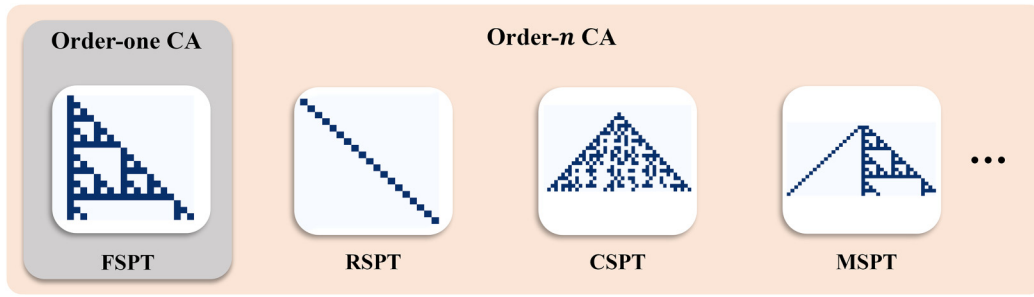 Order-one CA
Order-n CA
...
FSPT
RSPT
CSPT
MSPT